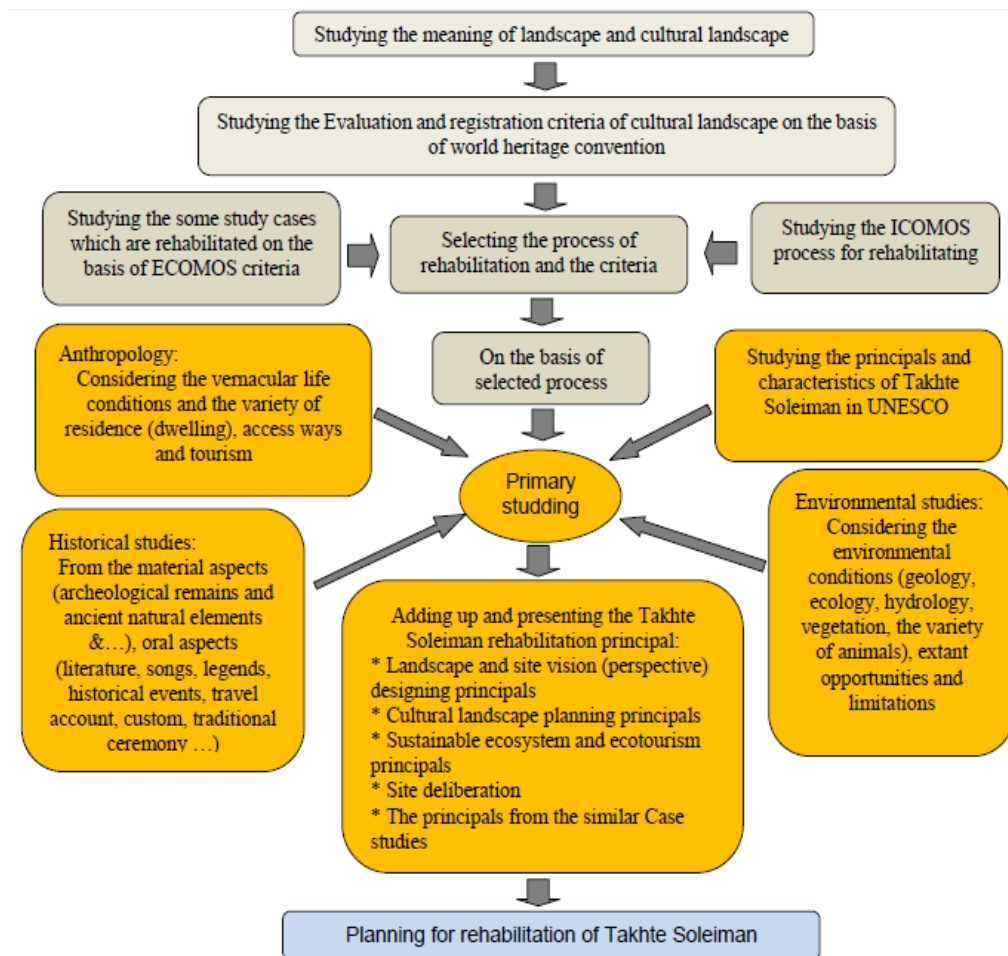 Studying the meaning of landscape and cultural landscape
Studying the Evaluation and registration criteria of cultural landscape on the basis
of world heritage convention
Studying the some study cases
which are rehabilitated on the
basis of ECOMOS criteria
Selecting the process of
rehabilitation and the criteria
Studying the ICOMOS
process for rehabilitating
Anthropology:
Considering the vernacular life
conditions and the variety of
residence (dwelling), access ways
and tourism
On the basis of
selected process
Studying the principals and
characteristics of Takhte
Soleiman in UNESCO
Primary
studding
Historical studies:
From the material aspects
(archeological remains and
ancient natural elements
&…), oral aspects
(literature, songs, legends,
historical events, travel
account, custom, traditional
ceremony …)
Environmental studies:
Considering the
environmental
conditions (geology,
ecology, hydrology,
vegetation, the variety
of animals), extant
opportunities and
limitations
Adding up and presenting the Takhte
Soleiman rehabilitation principal:
* Landscape and site vision (perspective)
designing principals
* Cultural landscape planning principals
* Sustainable ecosystem and ecotourism
principals
* Site deliberation
* The principals from the similar Case
studies
Planning for rehabilitation of Takhte Soleiman